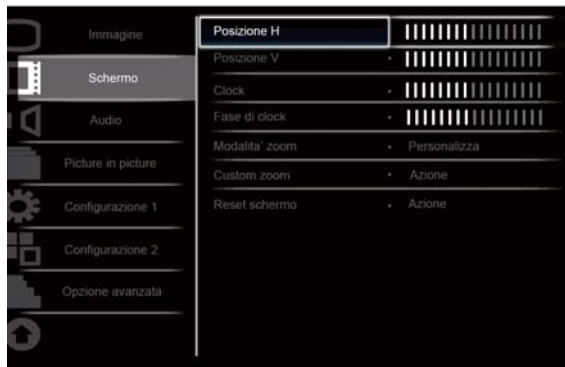 Immagine
Schermo
Audio
Picture in picture
Configurazione 1
Configurazione 2
Opzione avanzata
Posizione H
Posizione V
Clock
Fase di clock
Modalita' zoom Personalizza
Custom zoom Azione
Reset schermo Azione